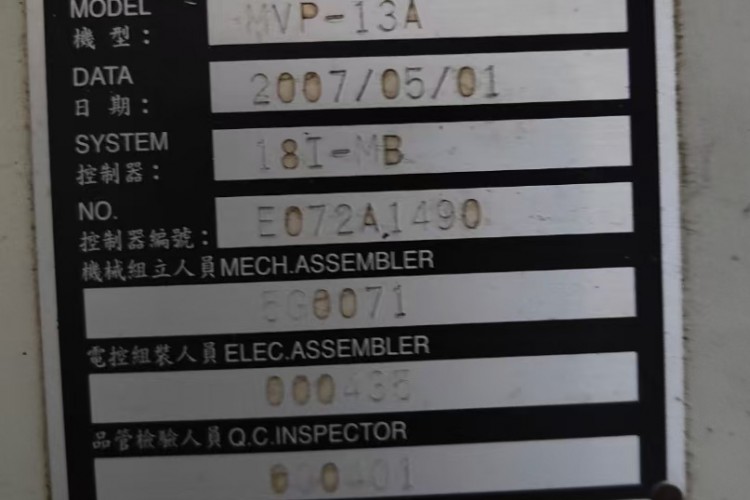 MODEL
機型： MVP-13A
DATA
日期： 2007/05/01
SYSTEM
控制器： 18I-MB
NO.
控制器編號： E072A1490
機械組立人員 MECH.ASSEMBLER
電控組裝人員 ELEC.ASSEMBLER
000435
品管檢驗人員 Q.C.INSPECTOR